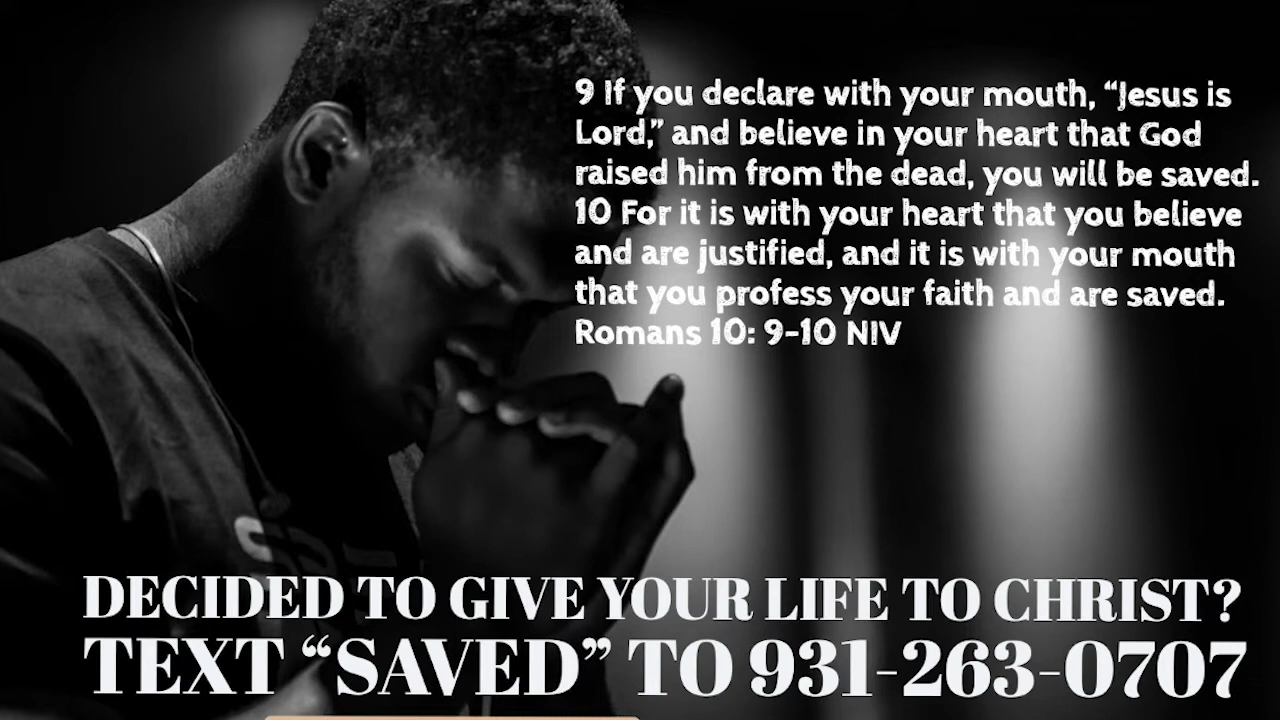 9 If you declare with your mouth, “Jesus is
Lord,” and believe in your heart that God
raised him from the dead, you will be saved.
10 For it is with your heart that you believe
and are justified, and it is with your mouth
that you profess your faith and are saved.
Romans 10: 9-10 NIV
DECIDED TO GIVE YOUR LIFE TO CHRIST?
TEXT “SAVED” TO 931-263-0707